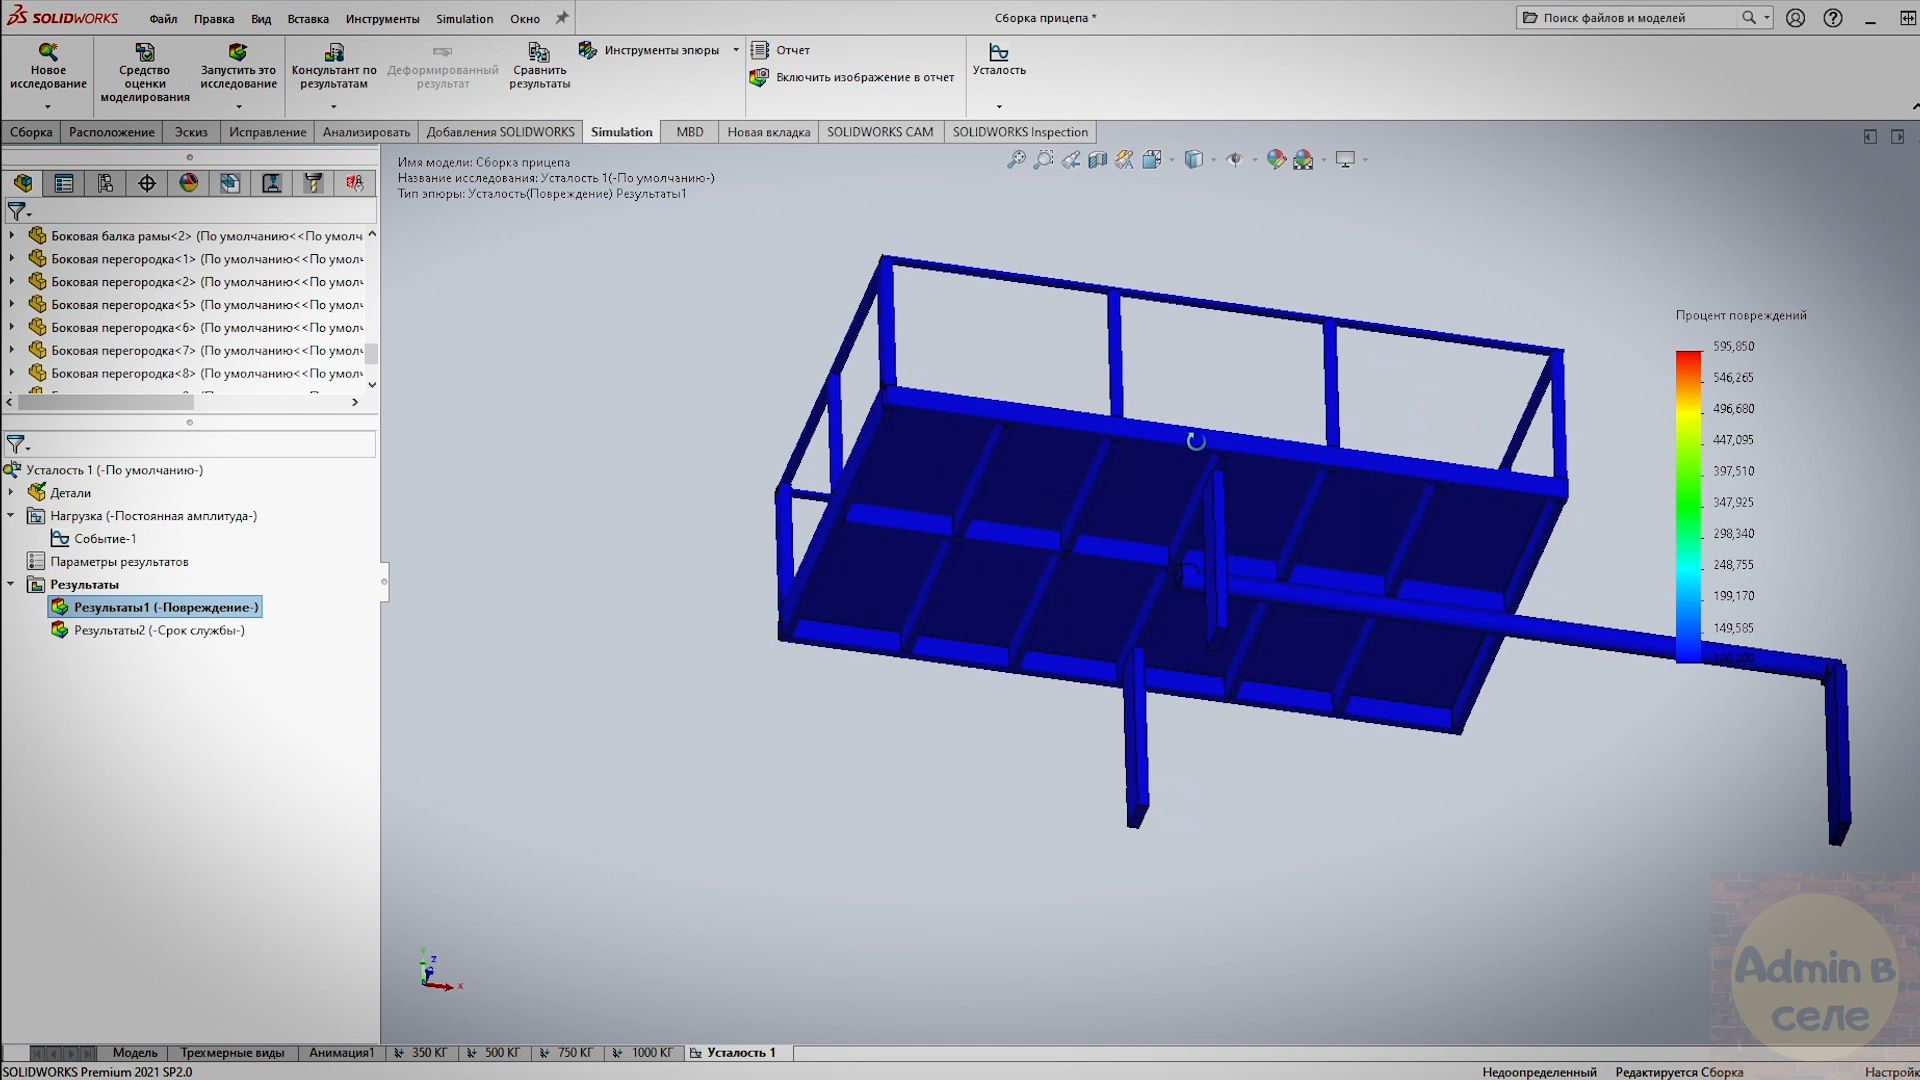 SOLIDWORKS
Файл Правка Вид Вставка Инструменты Simulation Окно
Сборка прицепа *
Поиск файлов и моделей
Новое исследование
Средство оценки моделирования
Запустить это исследование
Консультант по результатам
Деформированный результат
Сравнить результаты
Инструменты эпюры
Отчет
Включить изображение в отчет
Усталость
Сборка Расположение Эскиз Исправление Анализировать Добавления SOLIDWORKS Simulation MBD Новая вкладка SOLIDWORKS CAM SOLIDWORKS Inspection
Имя модели: Сборка прицепа
Название исследования: Усталость 1(-По умолчанию-)
Тип эпюры: Усталость(Повреждение) Результаты1
Боковая балка рамы<2> (По умолчанию<<По умолч
Боковая перегородка<1> (По умолчанию<<По умол
Боковая перегородка<2> (По умолчанию<<По умол
Боковая перегородка<5> (По умолчанию<<По умол
Боковая перегородка<6> (По умолчанию<<По умол
Боковая перегородка<7> (По умолчанию<<По умол
Боковая перегородка<8> (По умолчанию<<По умол
Усталость 1 (-По умолчанию-)
Детали
Нагрузка (-Постоянная амплитуда-)
Событие-1
Параметры результатов
Результаты
Результаты1 (-Повреждение-)
Результаты2 (-Срок службы-)
Процент повреждений
595,850
546,265
496,680
447,095
397,510
347,925
298,340
248,755
199,170
149,585
100,000
Y
Z
X
Admin в
селе
Модель Трехмерные виды Анимация1 350 КГ 500 КГ 750 КГ 1000 КГ Усталость 1
SOLIDWORKS Premium 2021 SP2.0
Недоопределенный Редактируется Сборка Настройк